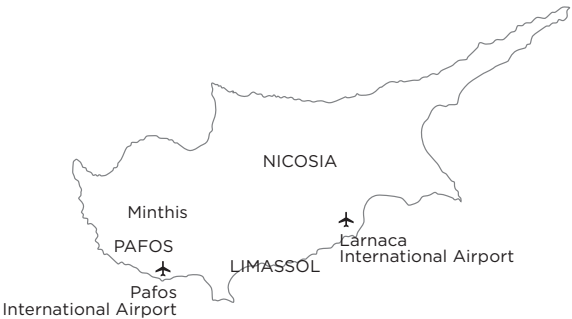 NICOSIA
Minthis
PAFOS
Larnaca
International Airport
LIMASSOL
Pafos
International Airport